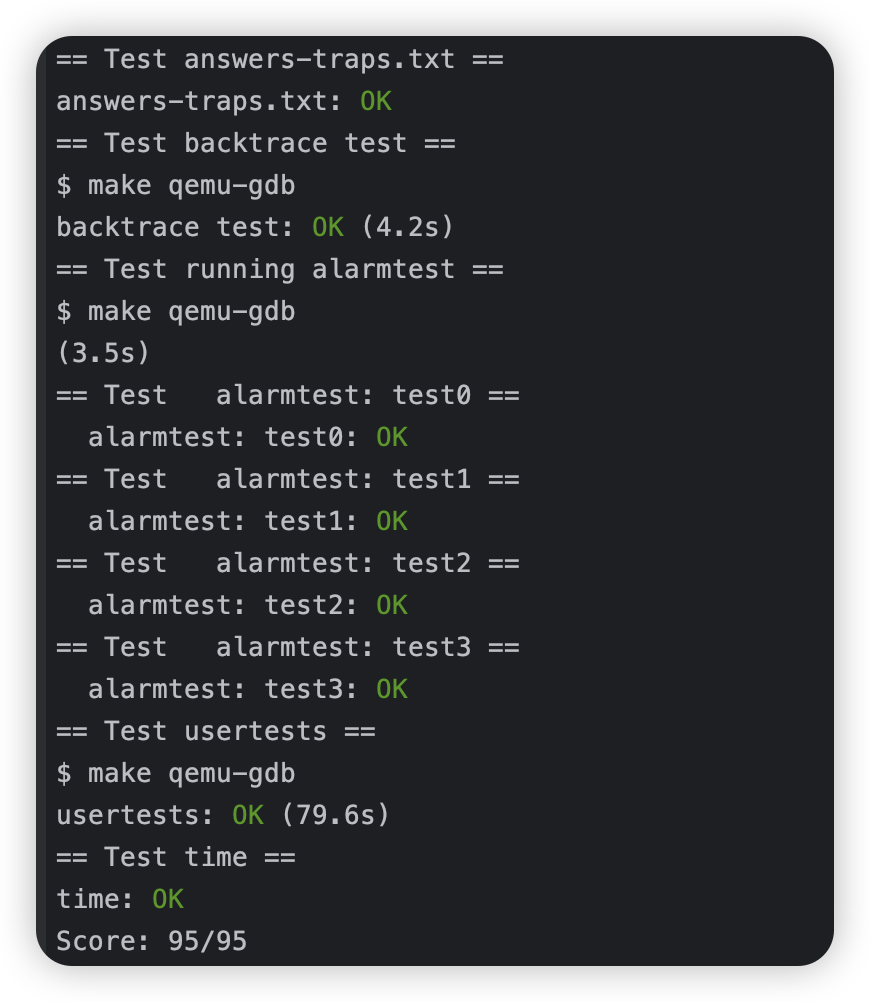 == Test answers-traps.txt ==
answers-traps.txt: OK
== Test backtrace test ==
$ make qemu-gdb
backtrace test: OK (4.2s)
== Test running alarmtest ==
$ make qemu-gdb
(3.5s)
== Test   alarmtest: test0 ==
  alarmtest: test0: OK
== Test   alarmtest: test1 ==
  alarmtest: test1: OK
== Test   alarmtest: test2 ==
  alarmtest: test2: OK
== Test   alarmtest: test3 ==
  alarmtest: test3: OK
== Test usertests ==
$ make qemu-gdb
usertests: OK (79.6s)
== Test time ==
time: OK
Score: 95/95